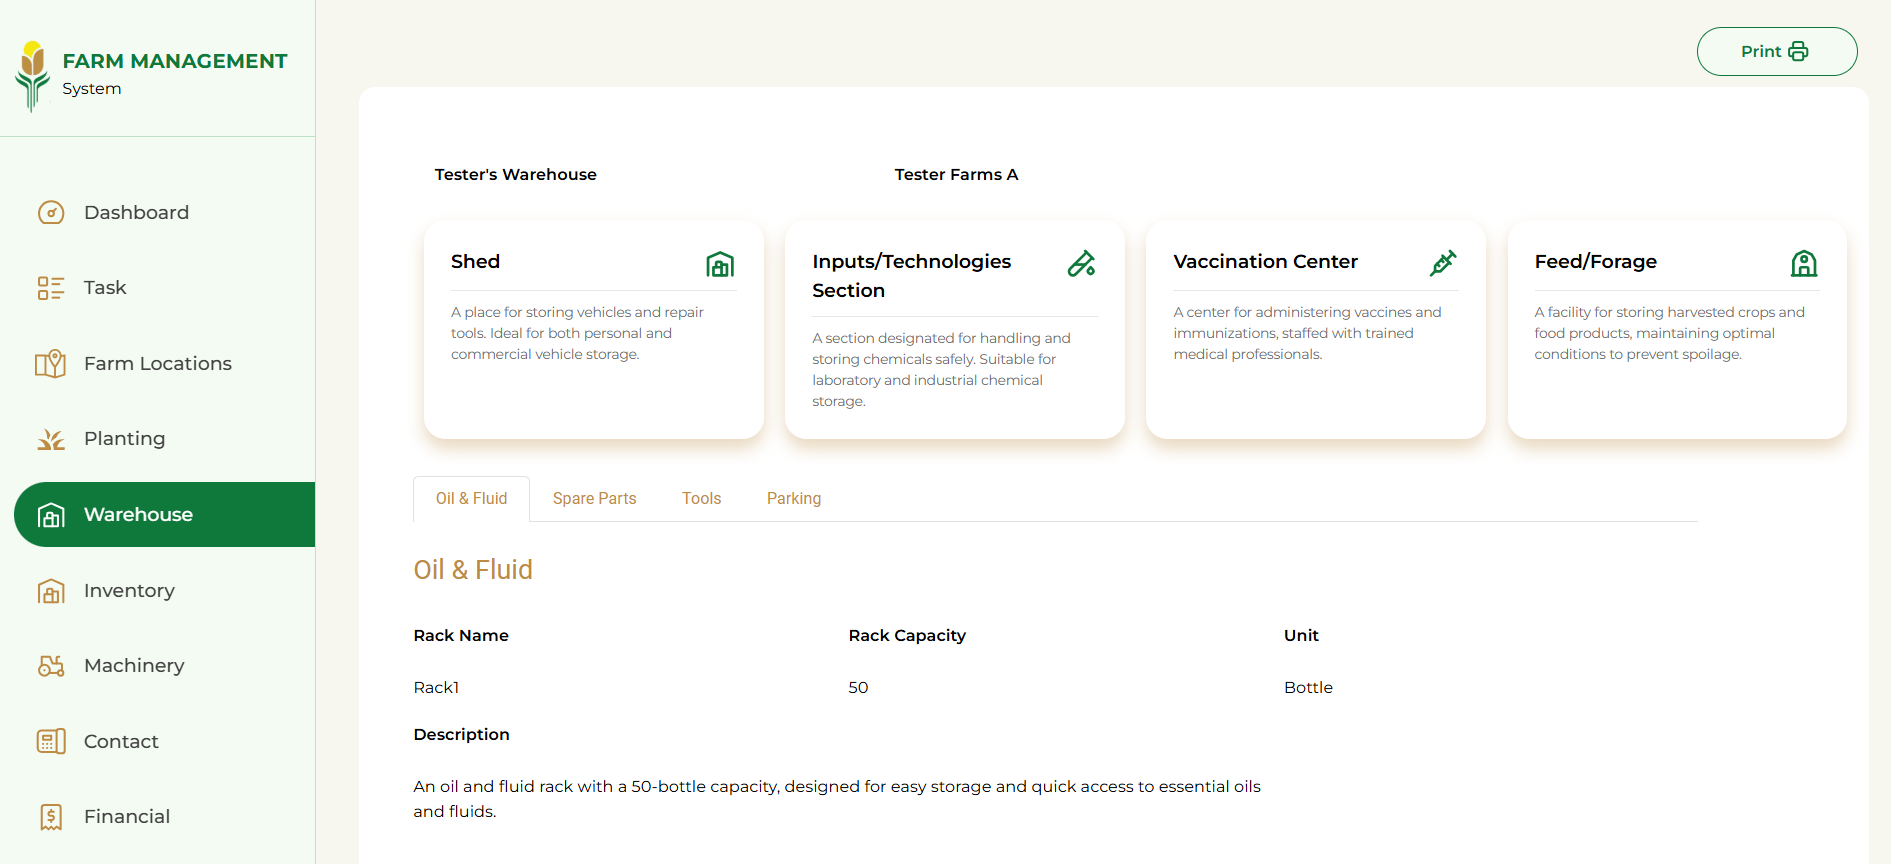 FARM MANAGEMENT
System
Dashboard
Task
Farm Locations
Planting
Warehouse
Inventory
Machinery
Contact
Financial
Print
Tester's Warehouse
Tester Farms A
Shed
A place for storing vehicles and repair
tools. Ideal for both personal and
commercial vehicle storage.
Inputs/Technologies
Section
A section designated for handling and
storing chemicals safely. Suitable for
laboratory and industrial chemical
storage.
Vaccination Center
A center for administering vaccines and
immunizations, staffed with trained
medical professionals.
Feed/Forage
A facility for storing harvested crops and
food products, maintaining optimal
conditions to prevent spoilage.
Oil & Fluid
Spare Parts
Tools
Parking
Oil & Fluid
Rack Name
Rack Capacity
Unit
Rack1
50
Bottle
Description
An oil and fluid rack with a 50-bottle capacity, designed for easy storage and quick access to essential oils
and fluids.